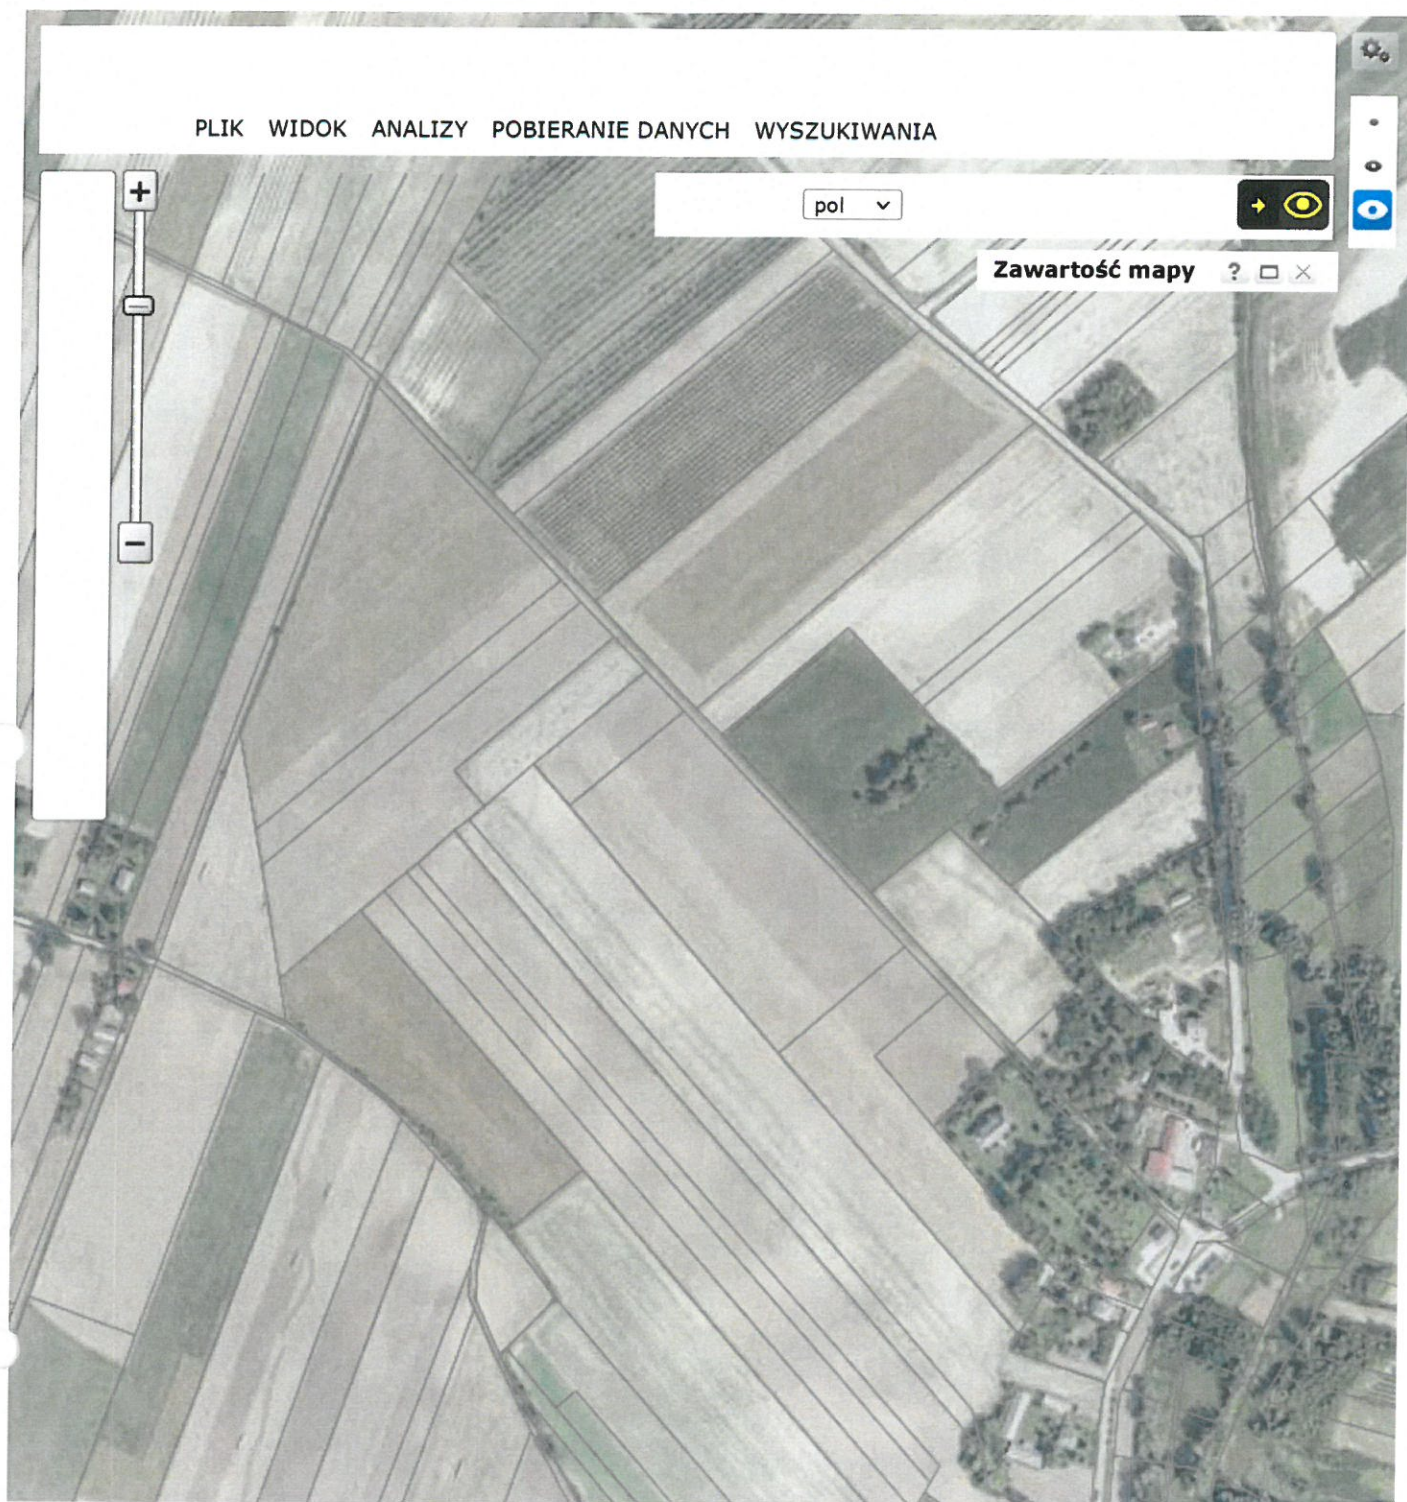 PLIK WIDOK ANALIZY POBIERANIE DANYCH WYSZUKIWANIA
+
pol
Zawartość mapy ?
−